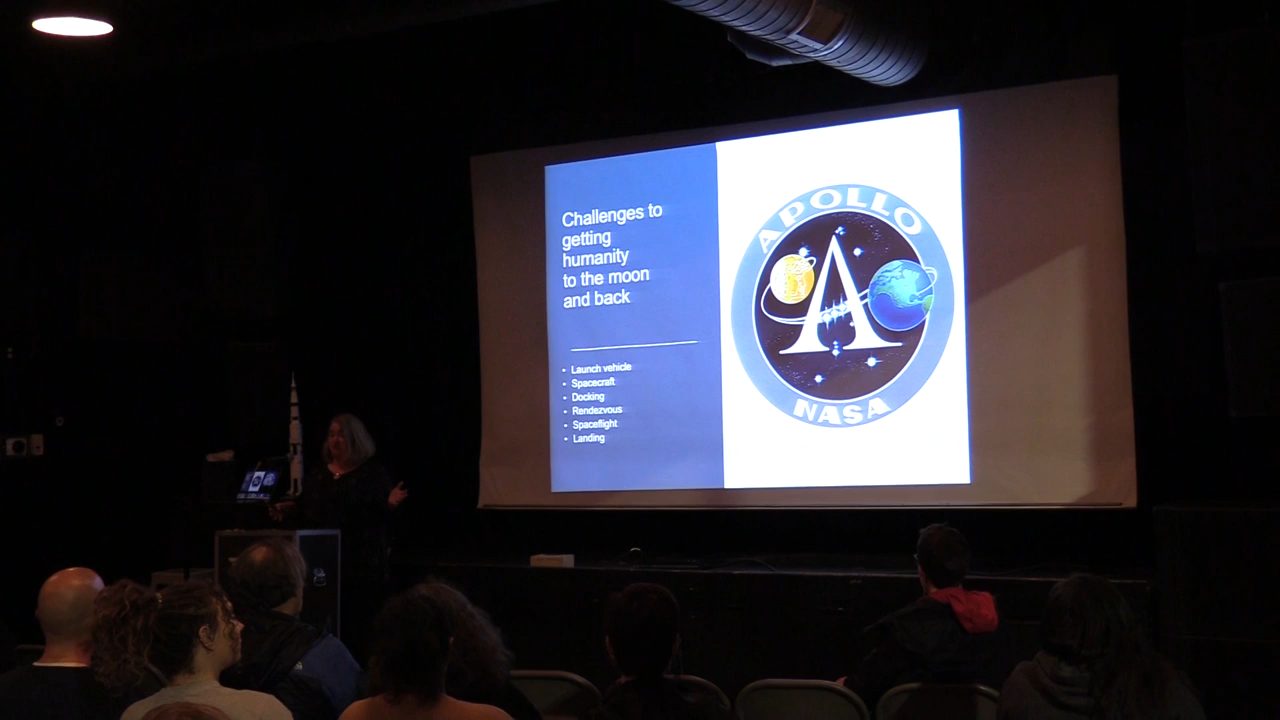 Challenges to
getting
humanity
to the moon
and back
• Launch vehicle
• Spacecraft
• Docking
• Rendezvous
• Spaceflight
• Landing
APOLLO
A
NASA